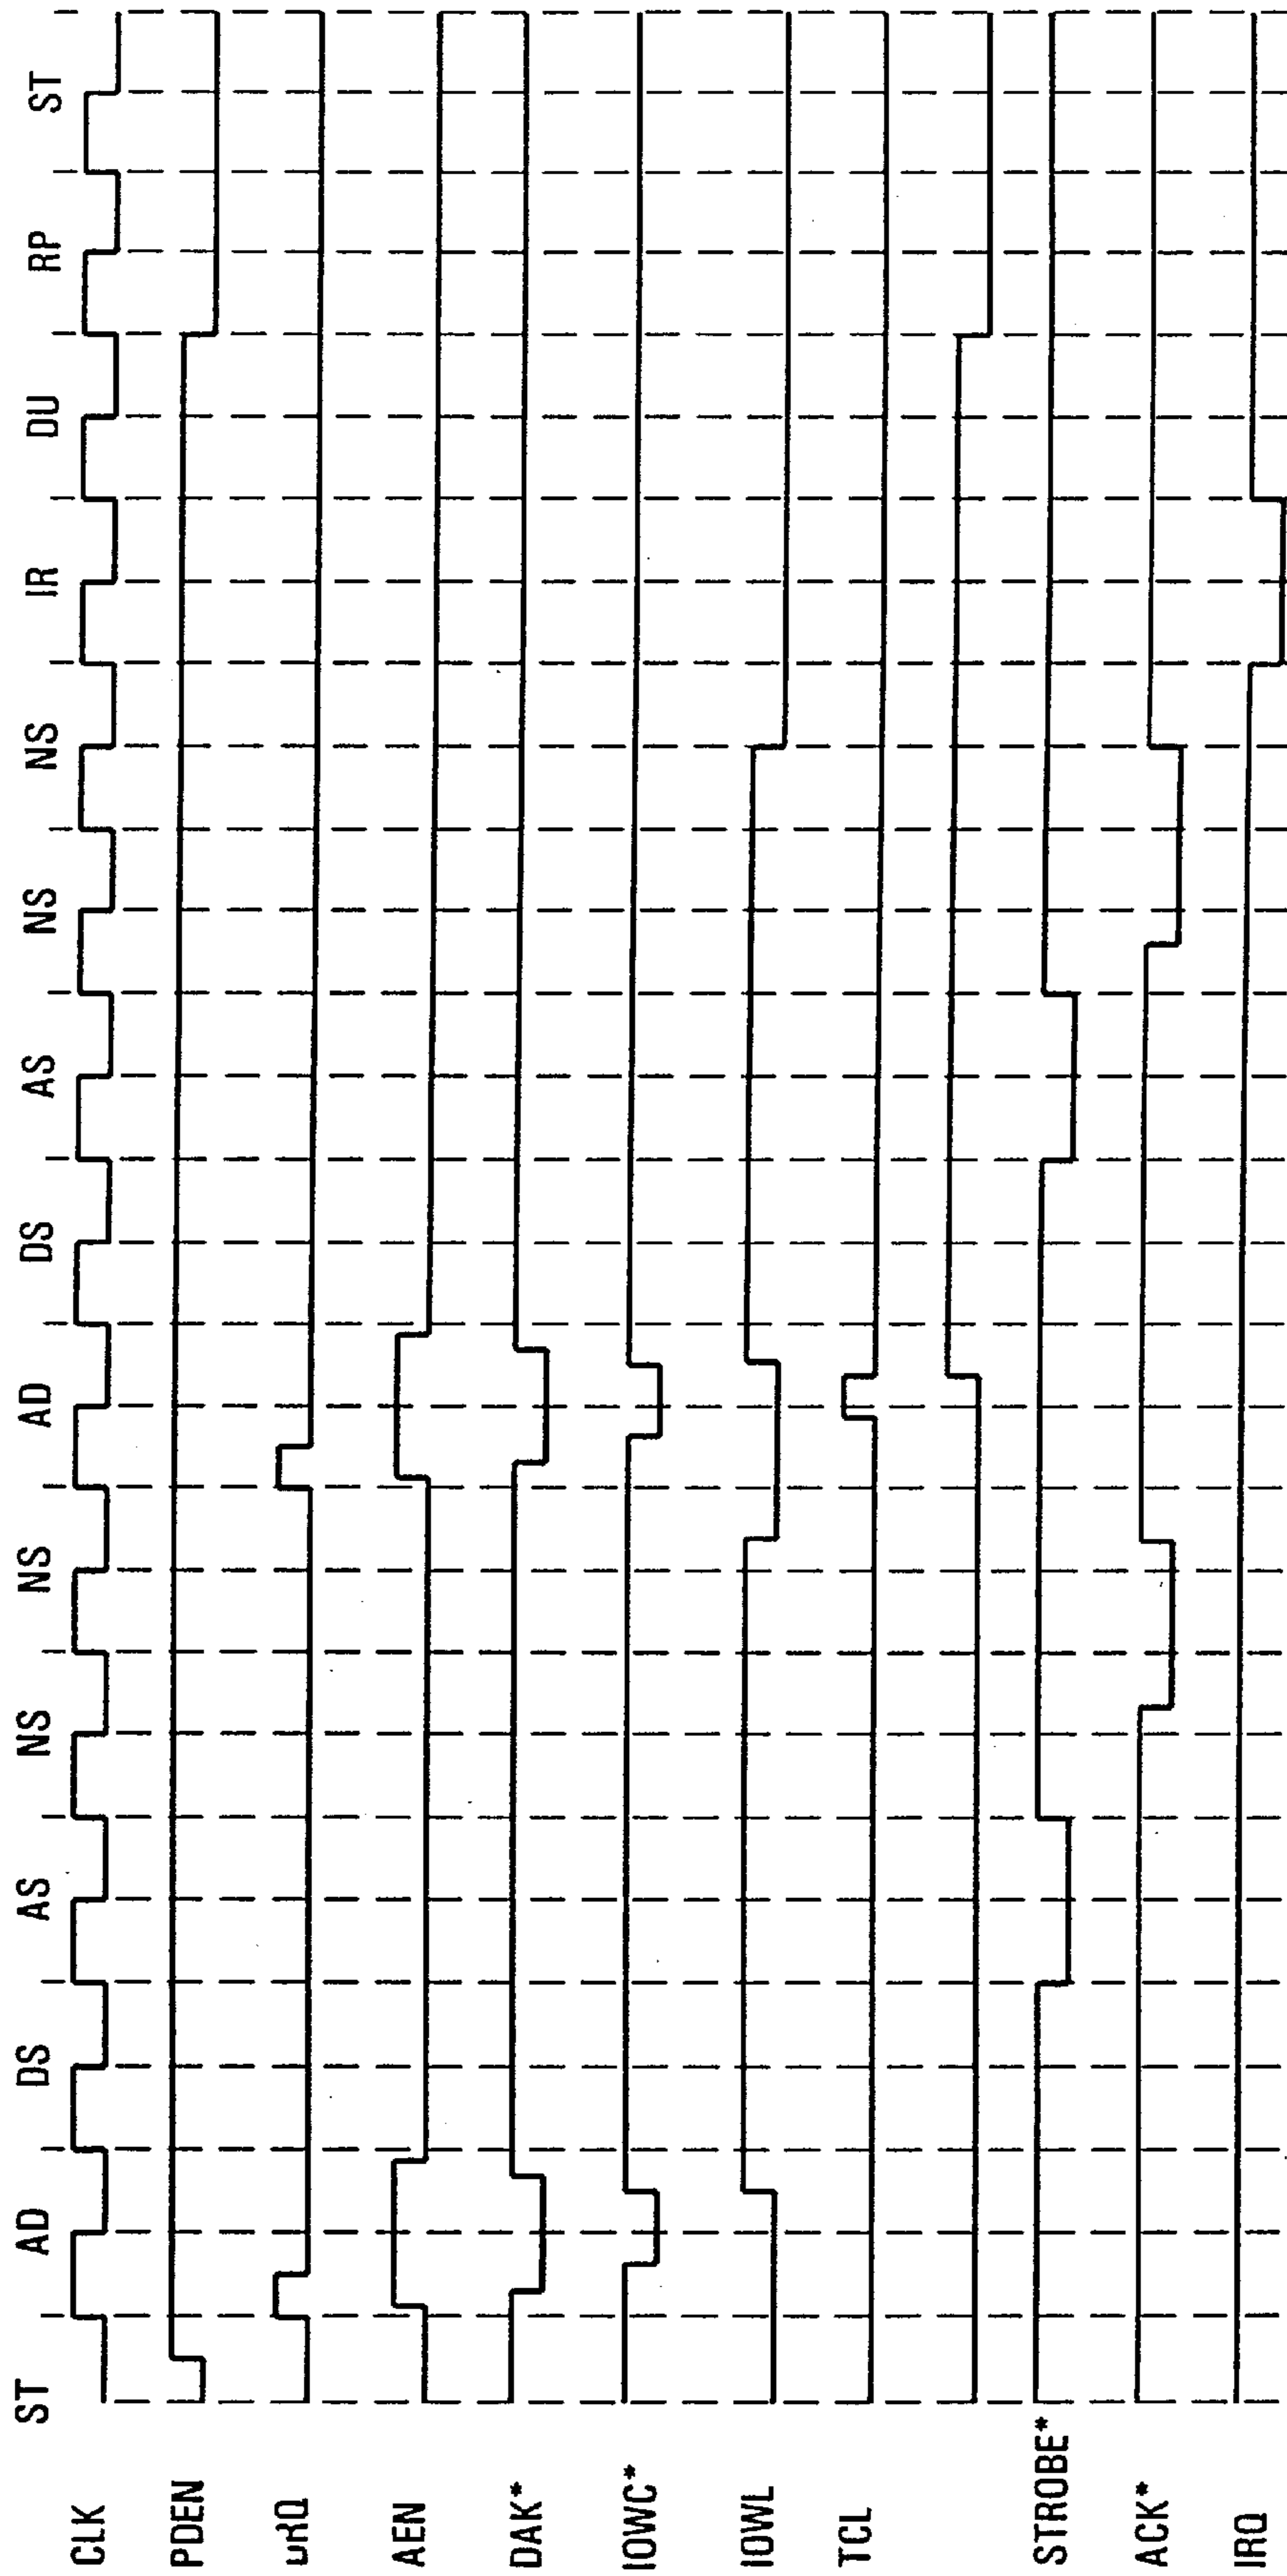 ST AD DS AS NS NS AD DS AS NS NS IR DU RP ST
CLK
PDEN
DRQ
AEN
DAK*
IOWC*
IOWL
TCL
STROBE*
ACK*
IRQ